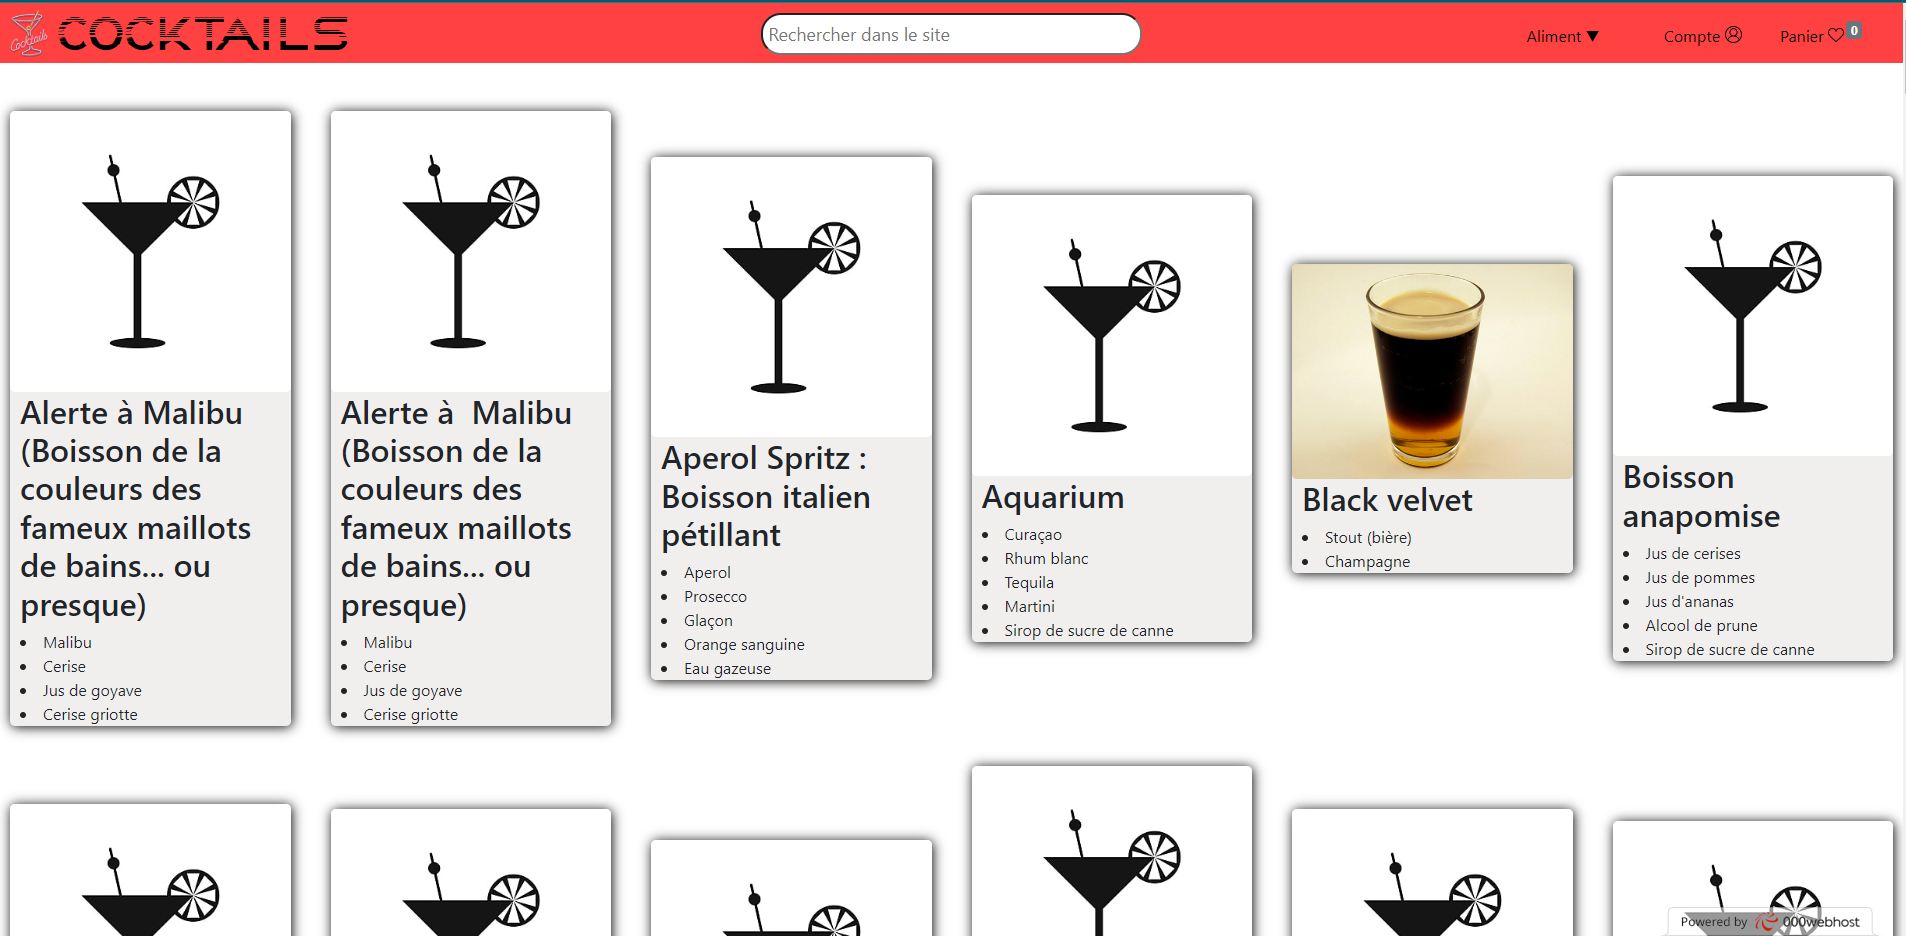 Cocktails
COCKTAILS
Rechercher dans le site
Aliment ▼
Compte
Panier 0
Alerte à Malibu
(Boisson de la
couleurs des
fameux maillots
de bains... ou
presque)
Malibu
Cerise
Jus de goyave
Cerise griotte
Alerte à  Malibu
(Boisson de la
couleurs des
fameux maillots
de bains... ou
presque)
Malibu
Cerise
Jus de goyave
Cerise griotte
Aperol Spritz :
Boisson italien
pétillant
Aperol
Prosecco
Glaçon
Orange sanguine
Eau gazeuse
Aquarium
Curaçao
Rhum blanc
Tequila
Martini
Sirop de sucre de canne
Black velvet
Stout (bière)
Champagne
Boisson
anapomise
Jus de cerises
Jus de pommes
Jus d'ananas
Alcool de prune
Sirop de sucre de canne
Powered by 000webhost